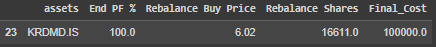 assets End PF % Rebalance Buy Price Rebalance Shares Final_Cost
23 KRDMD.IS 100.0 6.02 16611.0 100000.0